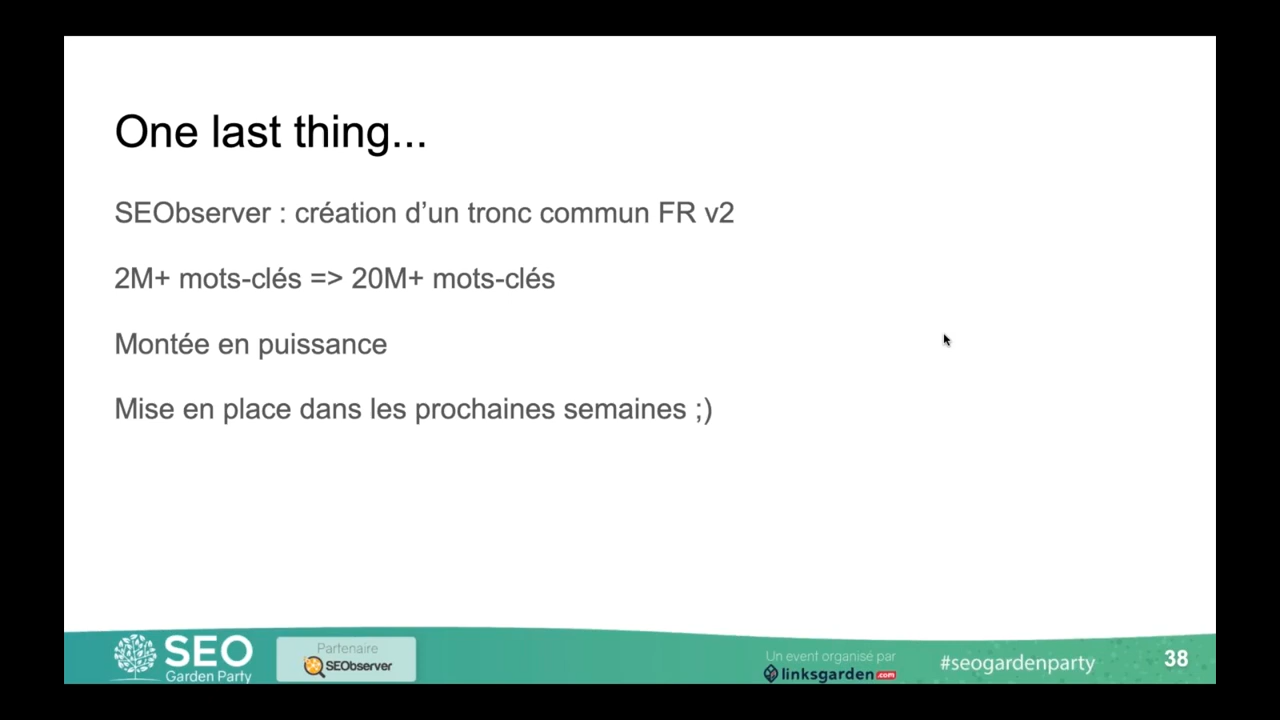 One last thing...
SEObserver : création d’un tronc commun FR v2
2M+ mots-clés => 20M+ mots-clés
Montée en puissance
Mise en place dans les prochaines semaines ;)
SEO
Garden Party
Partenaire
SEObserver
Un event organisé par
linksgarden.com
#seogardenparty
38